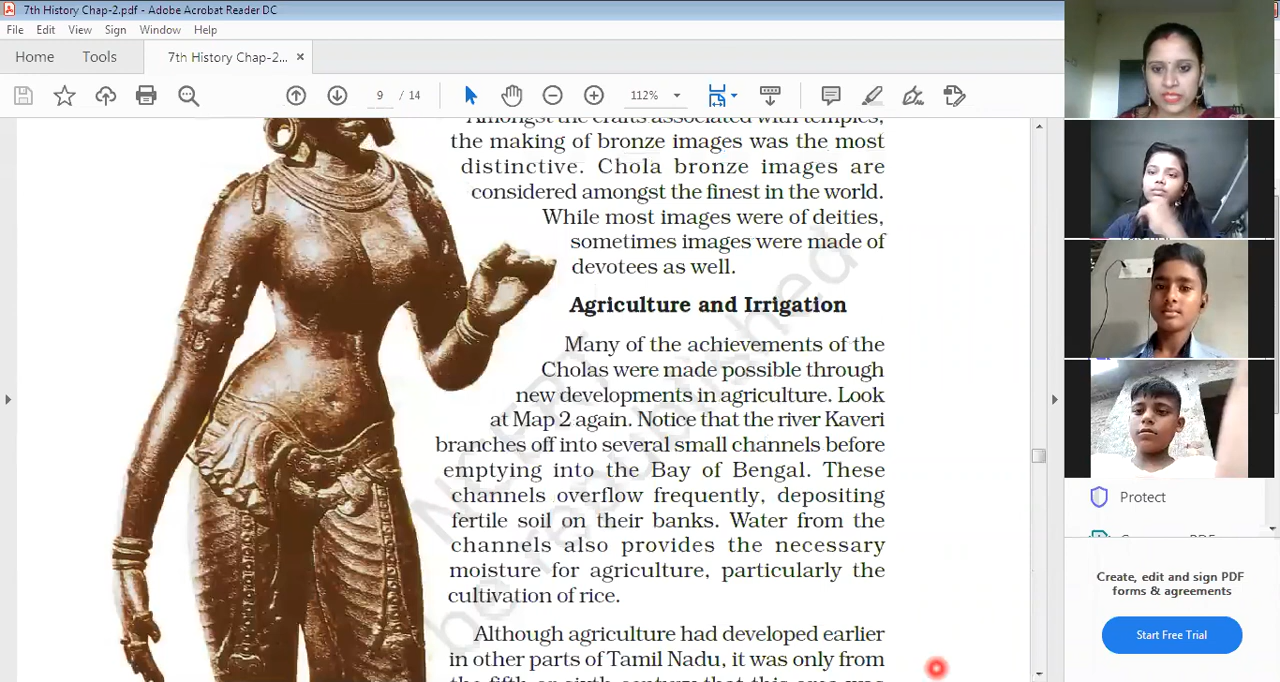 7th History Chap-2.pdf - Adobe Acrobat Reader DC
File Edit View Sign Window Help
Home Tools 7th History Chap-2... ×
9 / 14 112%
Amongst the crafts associated with temples,
the making of bronze images was the most
distinctive. Chola bronze images are
considered amongst the finest in the world.
While most images were of deities,
sometimes images were made of
devotees as well.
Agriculture and Irrigation
Many of the achievements of the
Cholas were made possible through
new developments in agriculture. Look
at Map 2 again. Notice that the river Kaveri
branches off into several small channels before
emptying into the Bay of Bengal. These
channels overflow frequently, depositing
fertile soil on their banks. Water from the
channels also provides the necessary
moisture for agriculture, particularly the
cultivation of rice.
Although agriculture had developed earlier
in other parts of Tamil Nadu, it was only from
the fifth or sixth century that this area was
Protect
Create, edit and sign PDF
forms & agreements
Start Free Trial